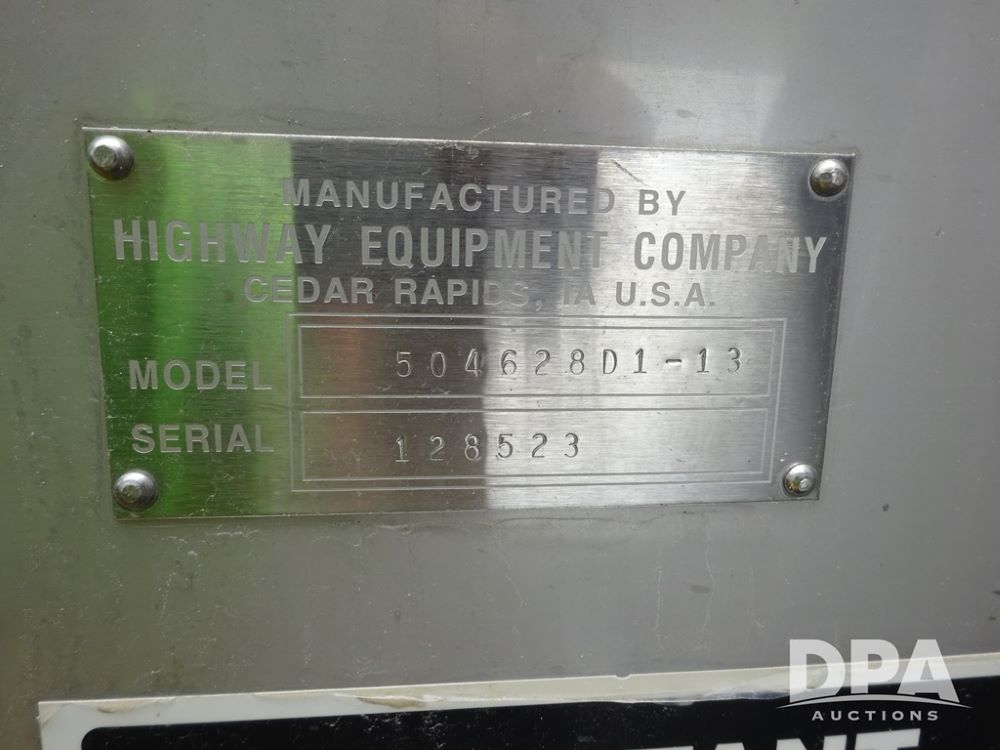 MANUFACTURED BY
HIGHWAY EQUIPMENT COMPANY
CEDAR RAPIDS, IA U.S.A.
MODEL 504628D1-13
SERIAL 128523
DPA
AUCTIONS